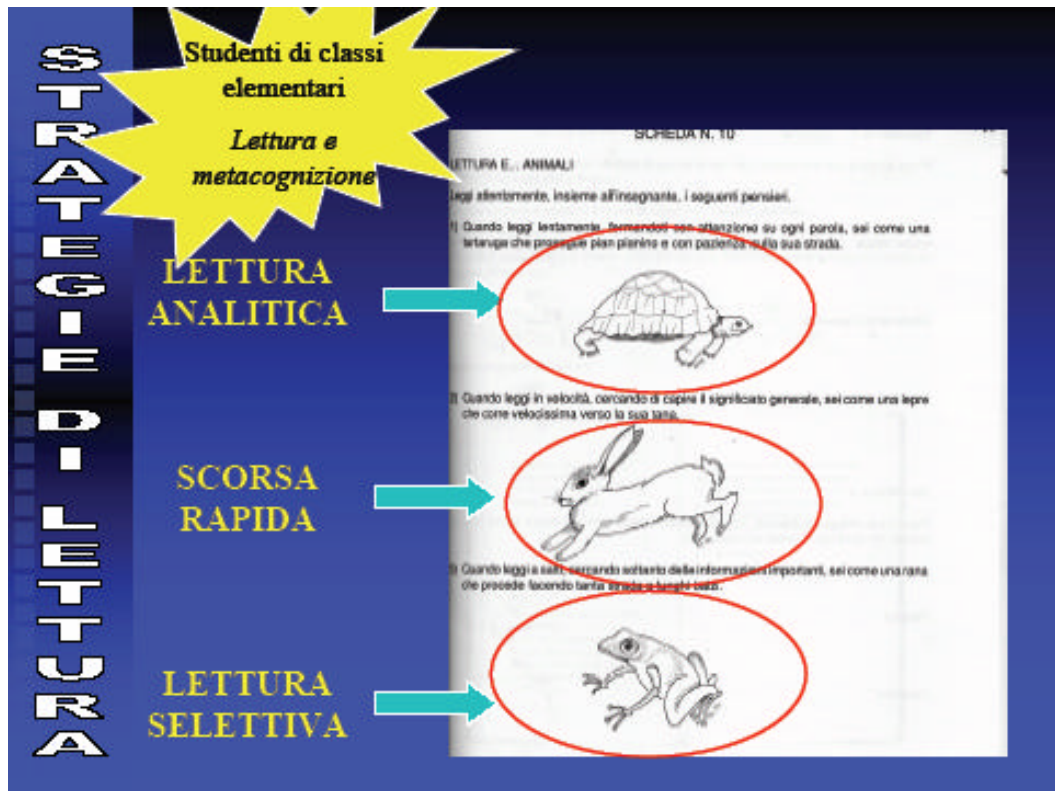 STRATEGIE DI LETTURA
Studenti di classi
elementari
Lettura e
metacognizione
SCHEDA N. 10
LETTURA E... ANIMALI
Leggi attentamente, insieme all'insegnante, i seguenti pensieri.
1) Quando leggi lentamente, fermandoti con attenzione su ogni parola, sei come una
tartaruga che prosegue pian pianino e con pazienza sulla sua strada.
LETTURA
ANALITICA
2) Quando leggi in velocità, cercando di capire il significato generale, sei come una lepre
che corre velocissima verso la sua tana.
SCORSA
RAPIDA
3) Quando leggi a salti, cercando soltanto delle informazioni importanti, sei come una rana
che procede facendo tanta strada a lunghi balzi.
LETTURA
SELETTIVA